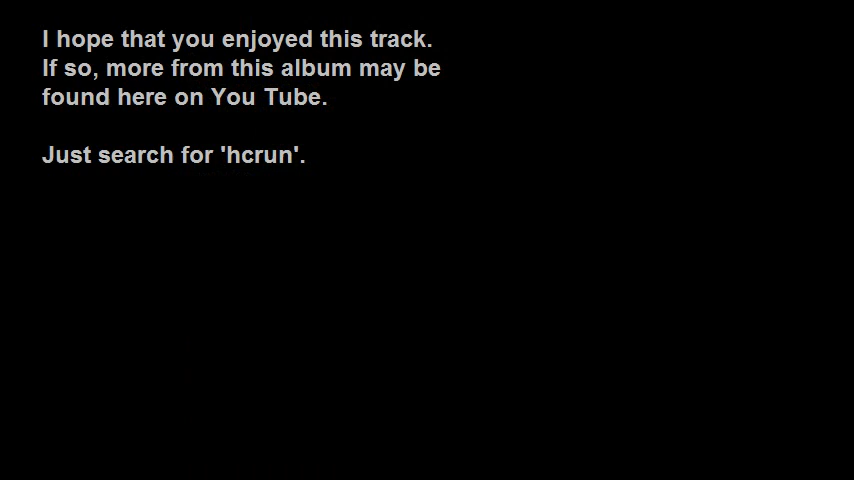 I hope that you enjoyed this track.
If so, more from this album may be
found here on You Tube.
Just search for 'hcrun'.